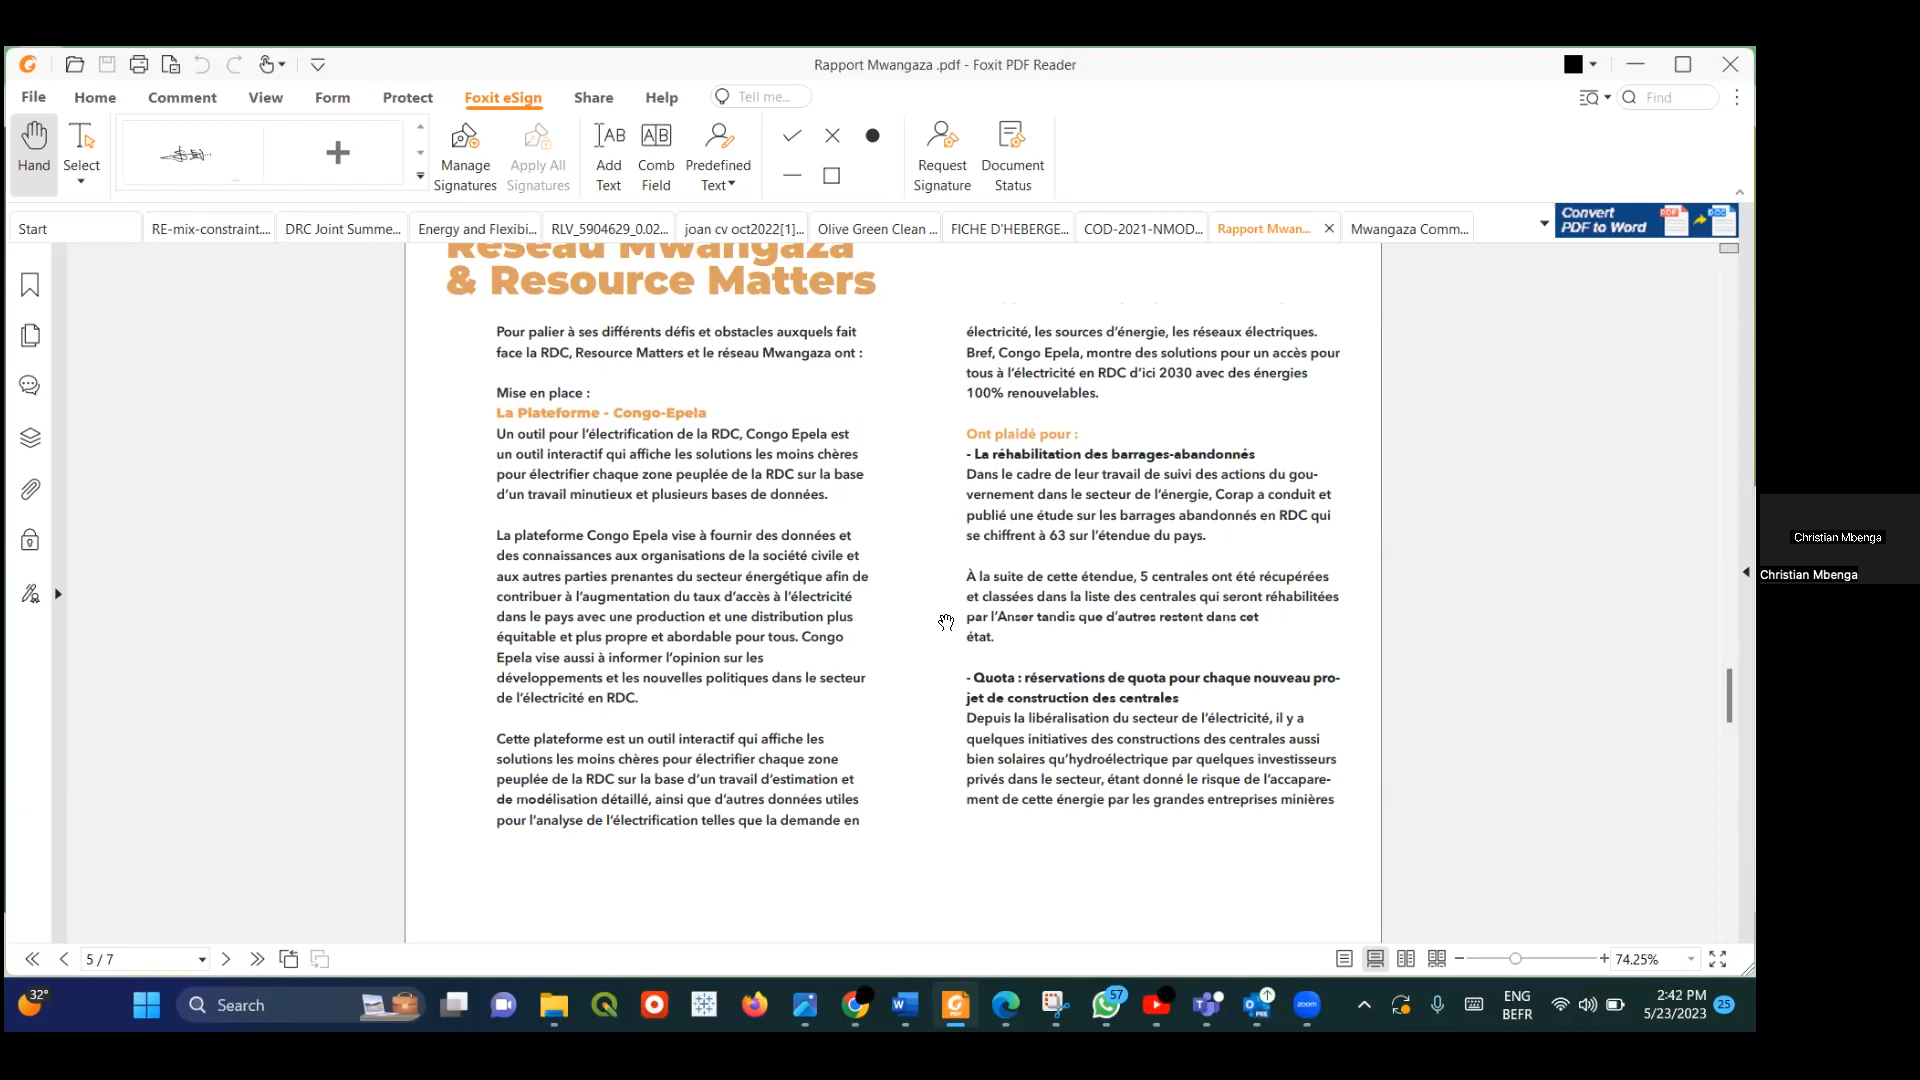 Rapport Mwangaza .pdf - Foxit PDF Reader
File
Home
Comment
View
Form
Protect
Foxit eSign
Share
Help
Tell me...
Find
Hand
Select
Manage
Signatures
Apply All
Signatures
Add
Text
Comb
Field
Predefined
Text
Request
Signature
Document
Status
Start
RE-mix-constraint....
DRC Joint Summe...
Energy and Flexibi...
RLV_5904629_0.02...
joan cv oct2022[1]...
Olive Green Clean ...
FICHE D'HEBERGE...
COD-2021-NMOD...
Rapport Mwan...
Mwangaza Comm...
Convert
PDF to Word
Réseau Mwangaza
& Resource Matters
Pour palier à ses différents défis et obstacles auxquels fait
face la RDC, Resource Matters et le réseau Mwangaza ont :
Mise en place :
La Plateforme - Congo-Epela
Un outil pour l'électrification de la RDC, Congo Epela est
un outil interactif qui affiche les solutions les moins chères
pour électrifier chaque zone peuplée de la RDC sur la base
d'un travail minutieux et plusieurs bases de données.
La plateforme Congo Epela vise à fournir des données et
des connaissances aux organisations de la société civile et
aux autres parties prenantes du secteur énergétique afin de
contribuer à l'augmentation du taux d'accès à l'électricité
dans le pays avec une production et une distribution plus
équitable et plus propre et abordable pour tous. Congo
Epela vise aussi à informer l'opinion sur les
développements et les nouvelles politiques dans le secteur
de l'électricité en RDC.
Cette plateforme est un outil interactif qui affiche les
solutions les moins chères pour électrifier chaque zone
peuplée de la RDC sur la base d'un travail d'estimation et
de modélisation détaillé, ainsi que d'autres données utiles
pour l'analyse de l'électrification telles que la demande en
électricité, les sources d'énergie, les réseaux électriques.
Bref, Congo Epela, montre des solutions pour un accès pour
tous à l'électricité en RDC d'ici 2030 avec des énergies
100% renouvelables.
Ont plaidé pour :
- La réhabilitation des barrages-abandonnés
Dans le cadre de leur travail de suivi des actions du gou-
vernement dans le secteur de l'énergie, Corap a conduit et
publié une étude sur les barrages abandonnés en RDC qui
se chiffrent à 63 sur l'étendue du pays.
À la suite de cette étendue, 5 centrales ont été récupérées
et classées dans la liste des centrales qui seront réhabilitées
par l'Anser tandis que d'autres restent dans cet
état.
- Quota : réservations de quota pour chaque nouveau pro-
jet de construction des centrales
Depuis la libéralisation du secteur de l'électricité, il y a
quelques initiatives des constructions des centrales aussi
bien solaires qu'hydroélectrique par quelques investisseurs
privés dans le secteur, étant donné le risque de l'accapare-
ment de cette énergie par les grandes entreprises minières
Christian Mbenga
Christian Mbenga
5 / 7
74.25%
32°
Search
57
zoom
ENG
BEFR
2:42 PM
5/23/2023
25